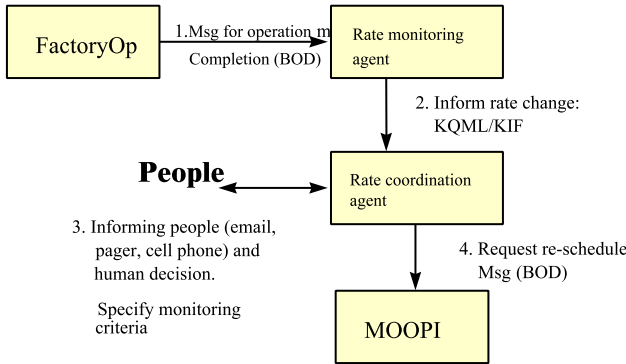 FactoryOp
1.Msg for operation m
Completion (BOD)
Rate monitoring
agent
2. Inform rate change:
KQML/KIF
People
Rate coordination
agent
3. Informing people (email,
pager, cell phone) and
human decision.
Specify monitoring
criteria
4. Request re-schedule
Msg (BOD)
MOOPI